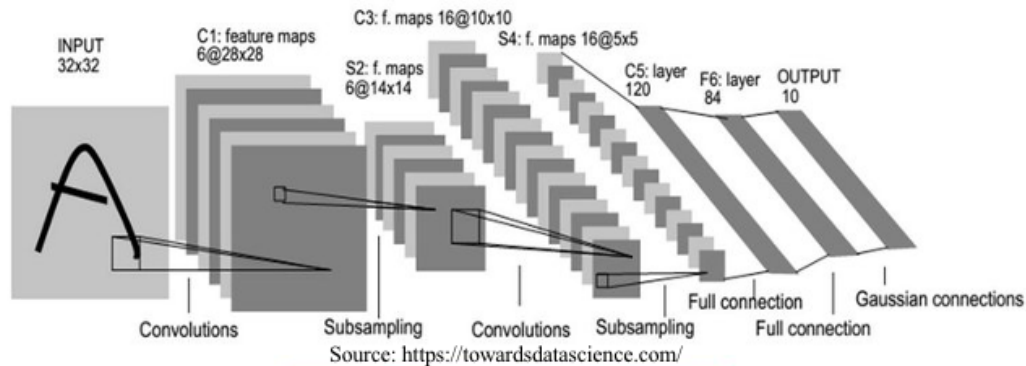 INPUT
32x32
C1: feature maps
6@28x28
S2: f. maps
6@14x14
C3: f. maps 16@10x10
S4: f. maps 16@5x5
C5: layer
120
F6: layer
84
OUTPUT
10
Convolutions
Subsampling
Convolutions
Subsampling
Full connection
Full connection
Gaussian connections
Source: https://towardsdatascience.com/